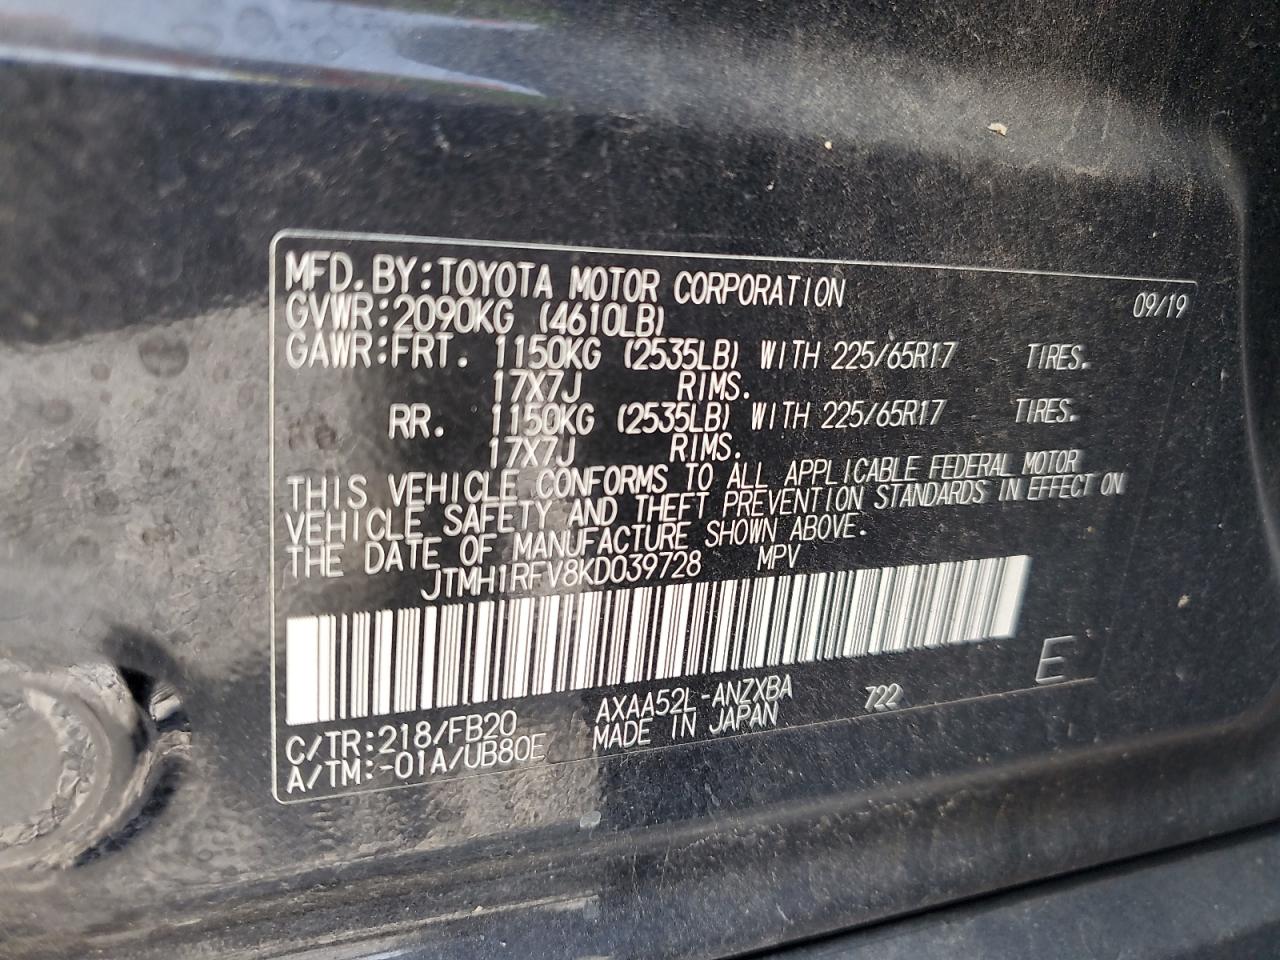 MFD.BY:TOYOTA MOTOR CORPORATION 09/19
GVWR:2090KG (4610LB)
GAWR:FRT. 1150KG (2535LB) WITH 225/65R17 TIRES.
17X7J RIMS.
RR. 1150KG (2535LB) WITH 225/65R17 TIRES.
17X7J RIMS.
THIS VEHICLE CONFORMS TO ALL APPLICABLE FEDERAL MOTOR
VEHICLE SAFETY AND THEFT PREVENTION STANDARDS IN EFFECT ON
THE DATE OF MANUFACTURE SHOWN ABOVE.
JTMH1RFV8KD039728 MPV
E
C/TR:218/FB20 AXAA52L-ANZXBA 722
A/TM:-01A/UB80E MADE IN JAPAN